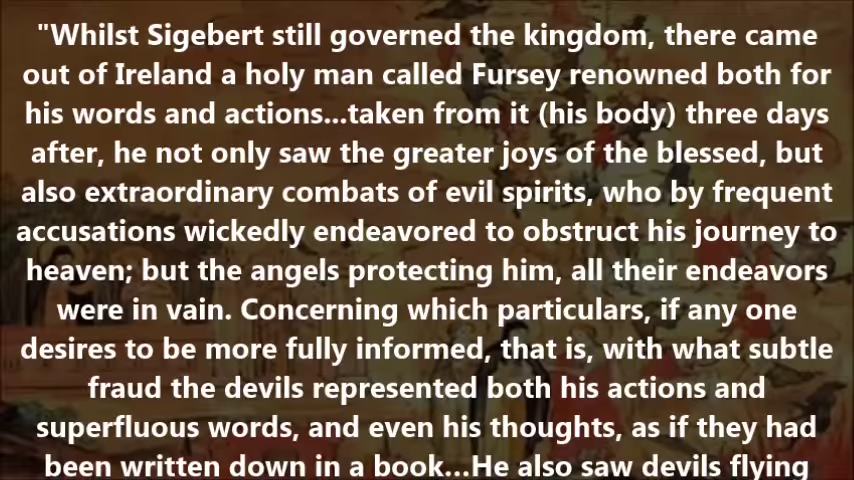 "Whilst Sigebert still governed the kingdom, there came
out of Ireland a holy man called Fursey renowned both for
his words and actions...taken from it (his body) three days
after, he not only saw the greater joys of the blessed, but
also extraordinary combats of evil spirits, who by frequent
accusations wickedly endeavored to obstruct his journey to
heaven; but the angels protecting him, all their endeavors
were in vain. Concerning which particulars, if any one
desires to be more fully informed, that is, with what subtle
fraud the devils represented both his actions and
superfluous words, and even his thoughts, as if they had
been written down in a book...He also saw devils flying